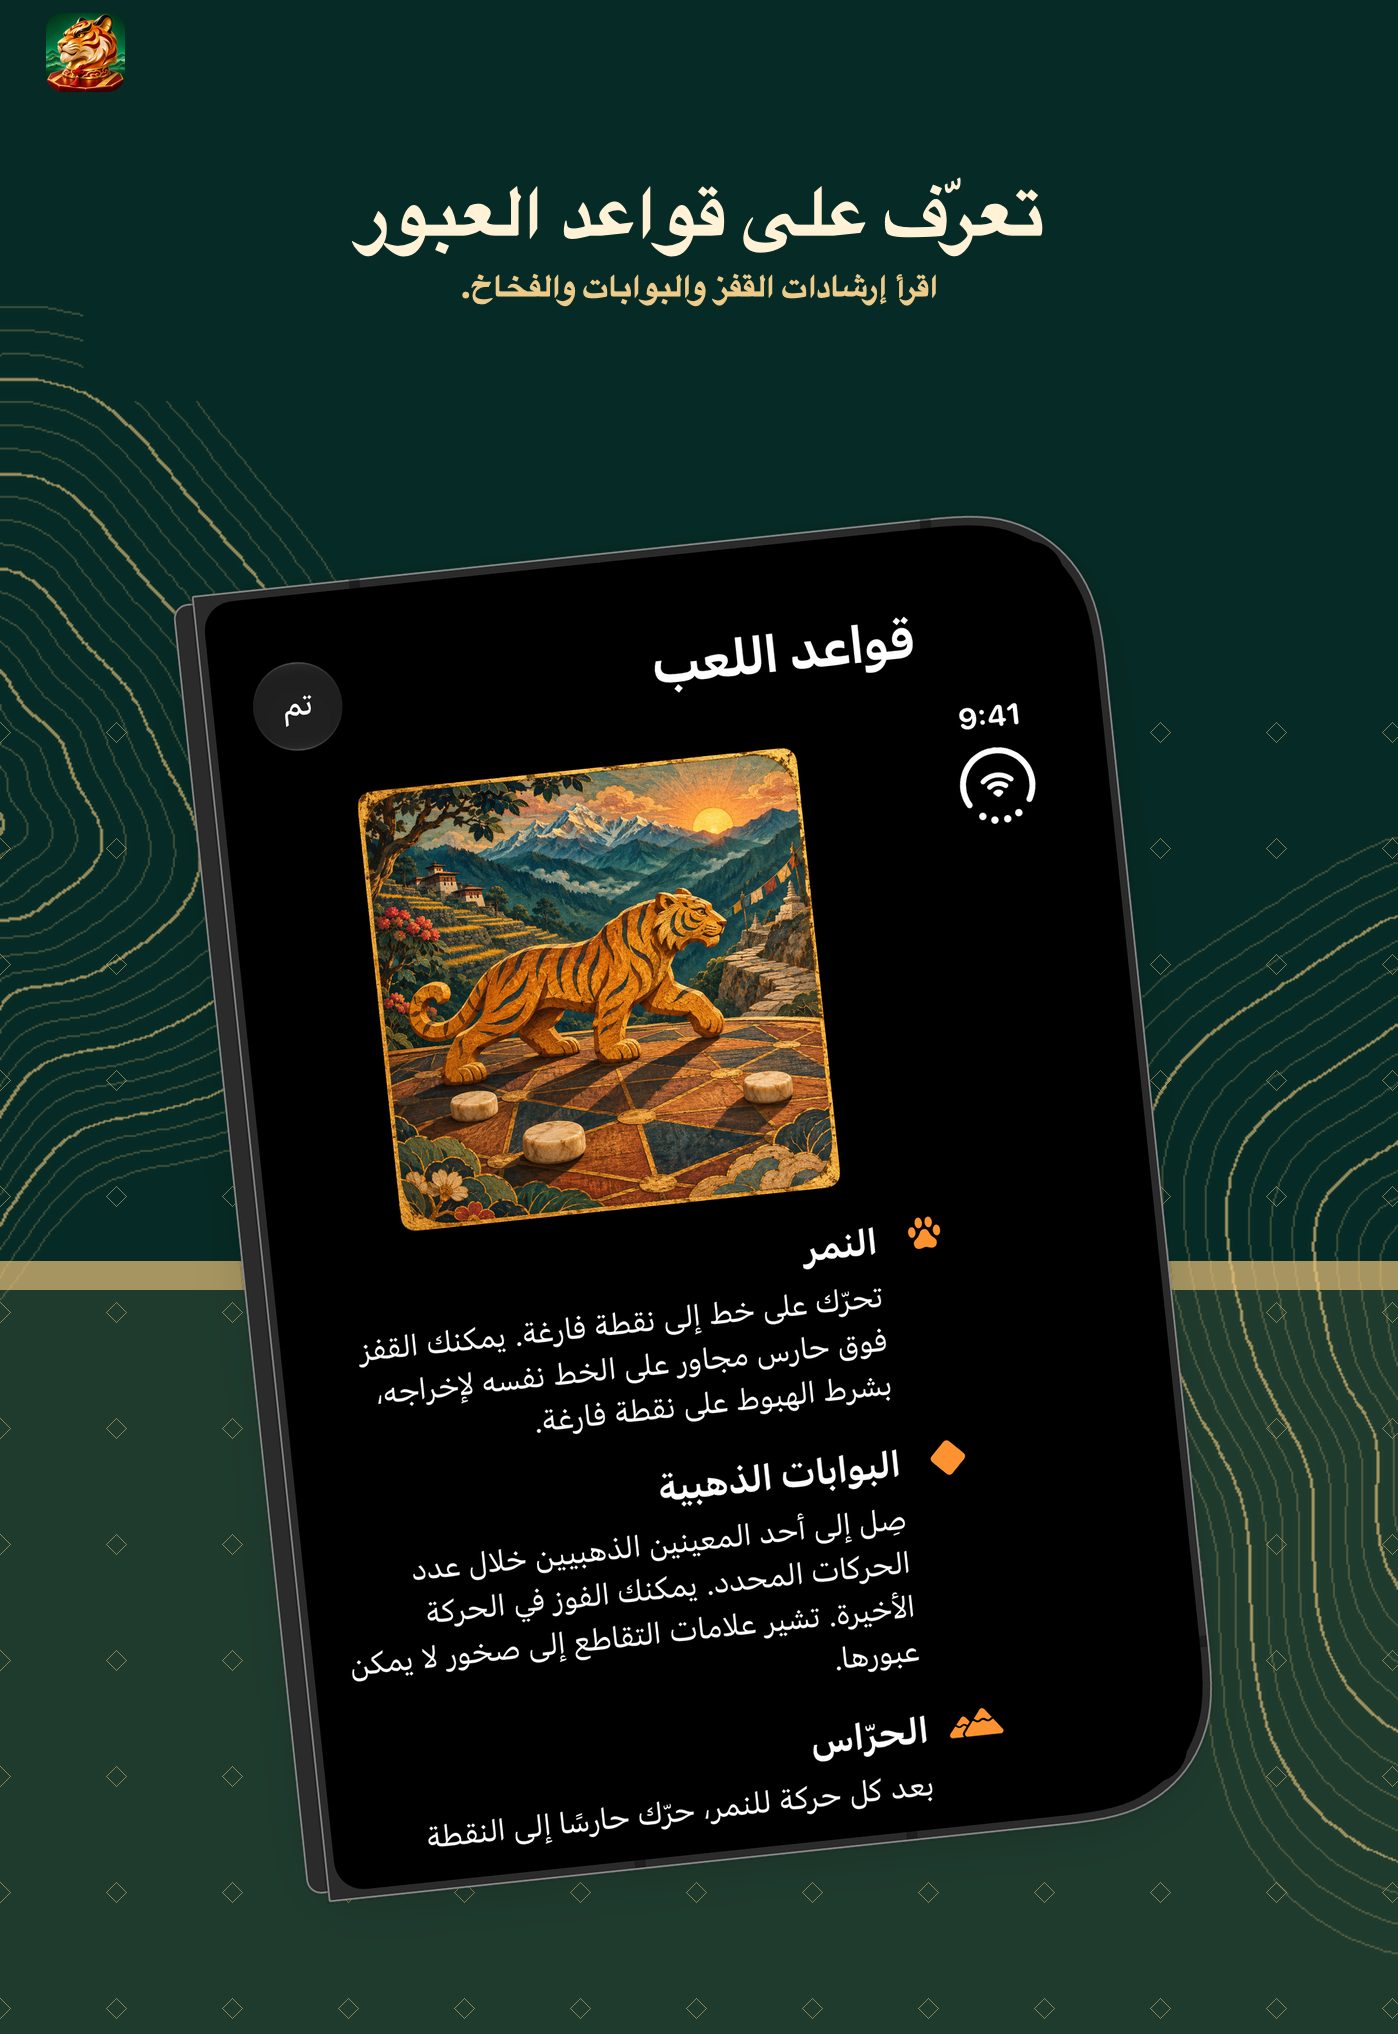 تعرّف على قواعد العبور
اقرأ إرشادات القفز والبوابات والفخاخ.
قواعد اللعب
تم
9:41
النمر
تحرّك على خط إلى نقطة فارغة. يمكنك القفز
فوق حارس مجاور على الخط نفسه لإخراجه،
بشرط الهبوط على نقطة فارغة.
البوابات الذهبية
صِل إلى أحد المعينين الذهبيين خلال عدد
الحركات المحدد. يمكنك الفوز في الحركة
الأخيرة. تشير علامات التقاطع إلى صخور لا يمكن
عبورها.
الحرّاس
بعد كل حركة للنمر، حرّك حارسًا إلى النقطة